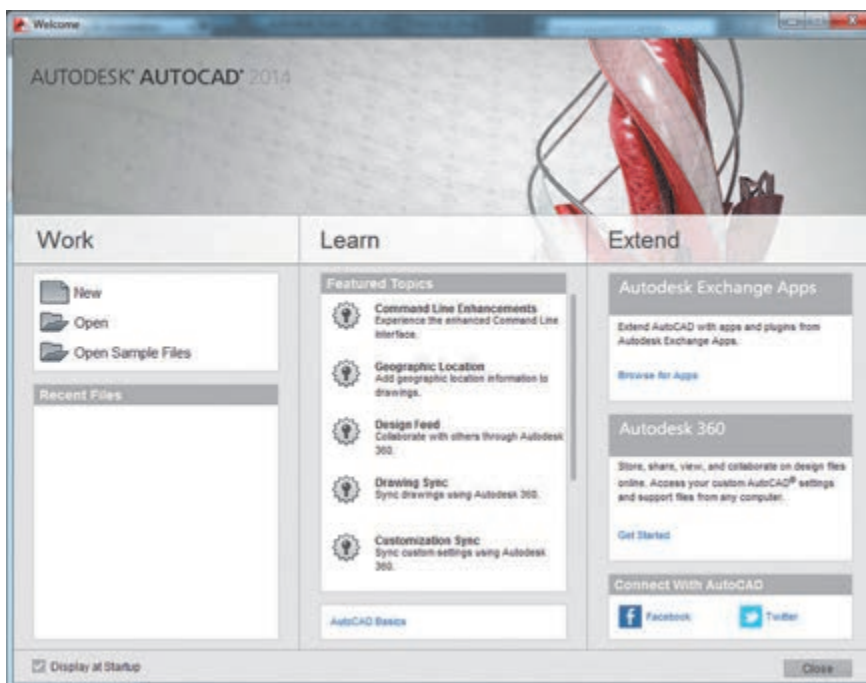 Welcome
AUTODESK® AUTOCAD® 2014
Work
New
Open
Open Sample Files
Recent Files
Learn
Featured Topics
Command Line Enhancements
Experience the enhanced Command Line
interface.
Geographic Location
Add geographic location information to
drawings.
Design Feed
Collaborate with others through Autodesk
360.
Drawing Sync
Sync drawings using Autodesk 360.
Customization Sync
Sync custom settings using Autodesk
360.
AutoCAD Basics
Extend
Autodesk Exchange Apps
Extend AutoCAD with apps and plugins from
Autodesk Exchange Apps.
Browse for Apps
Autodesk 360
Store, share, view, and collaborate on design files
online. Access your custom AutoCAD® settings
and support files from any computer.
Get Started
Connect With AutoCAD
Facebook
Twitter
Display at Startup
Close